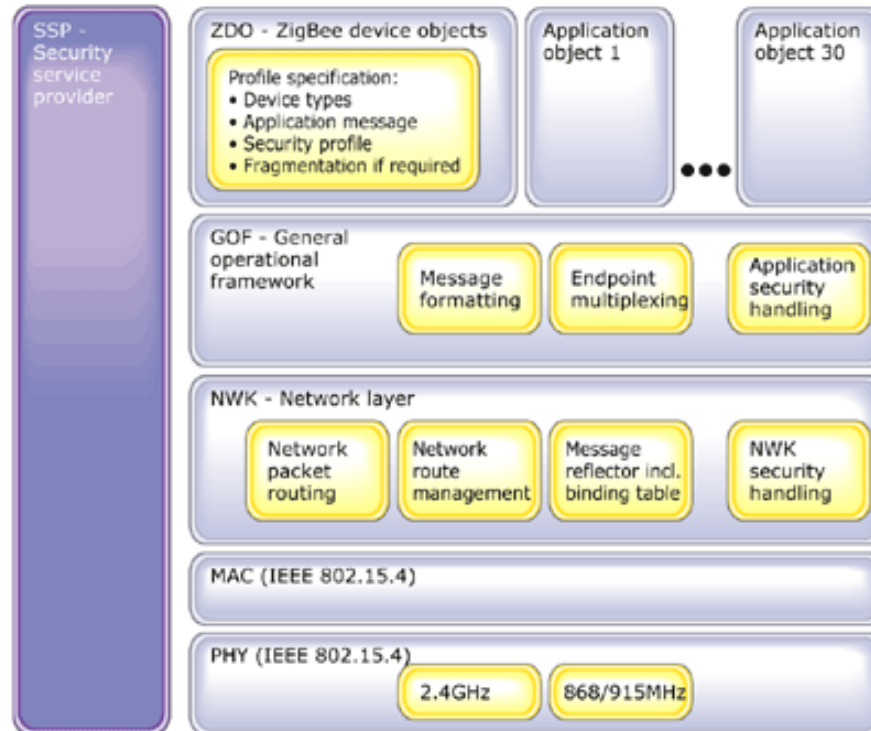 SSP -
Security
service
provider
ZDO - ZigBee device objects
Profile specification:
• Device types
• Application message
• Security profile
• Fragmentation if required
Application
object 1
Application
object 30
GOF - General
operational
framework
Message
formatting
Endpoint
multiplexing
Application
security
handling
NWK - Network layer
Network
packet
routing
Network
route
management
Message
reflector incl.
binding table
NWK
security
handling
MAC (IEEE 802.15.4)
PHY (IEEE 802.15.4)
2.4GHz
868/915MHz